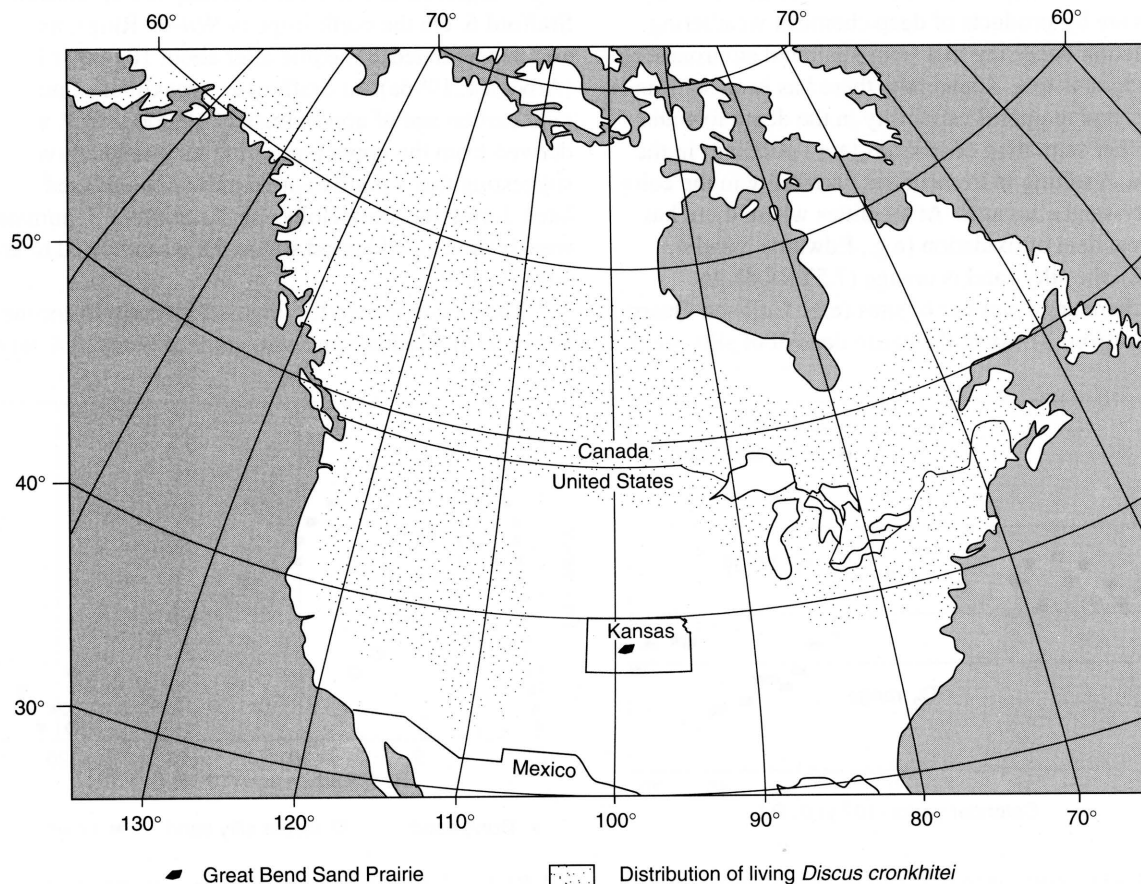 60° 70° 70° 60°
50°
Canada
United States
40°
Kansas
30°
Mexico
130° 120° 110° 100° 90° 80° 70°
Great Bend Sand Prairie Distribution of living Discus cronkhitei